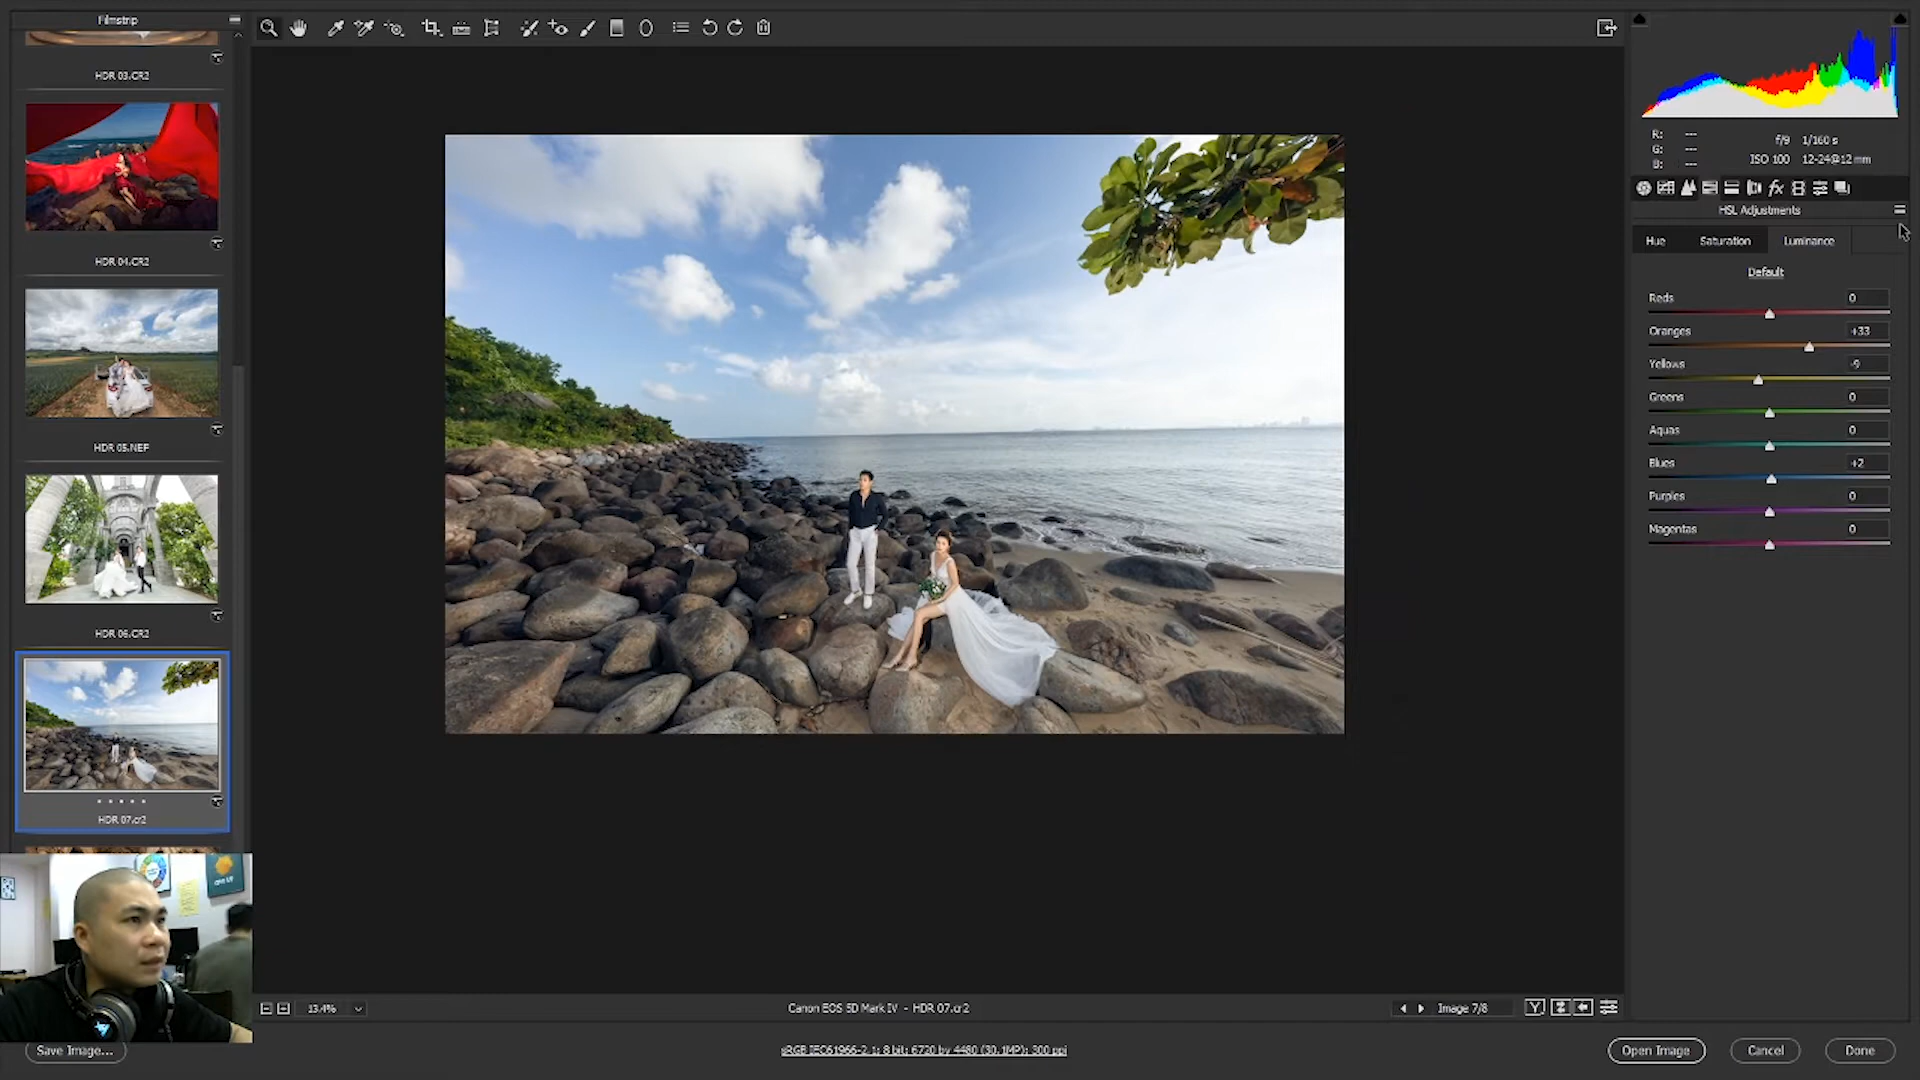 Filmstrip
HDR 03.CR2
HDR 04.CR2
HDR 05.NEF
HDR 06.CR2
HDR 07.cr2
Save Image...
13.4%
Canon EOS 5D Mark IV - HDR 07.cr2
Image 7/8
Y
sRGB IEC61966-2.1; 8 bit; 6720 by 4480 (30.1MP); 300 ppi
Open Image
Cancel
Done
R: ---
G: ---
B: ---
f/9 1/160 s
ISO 100 12-24@12 mm
fx
HSL Adjustments
Hue Saturation Luminance
Default
Reds 0
Oranges +33
Yellows -9
Greens 0
Aquas 0
Blues +2
Purples 0
Magentas 0